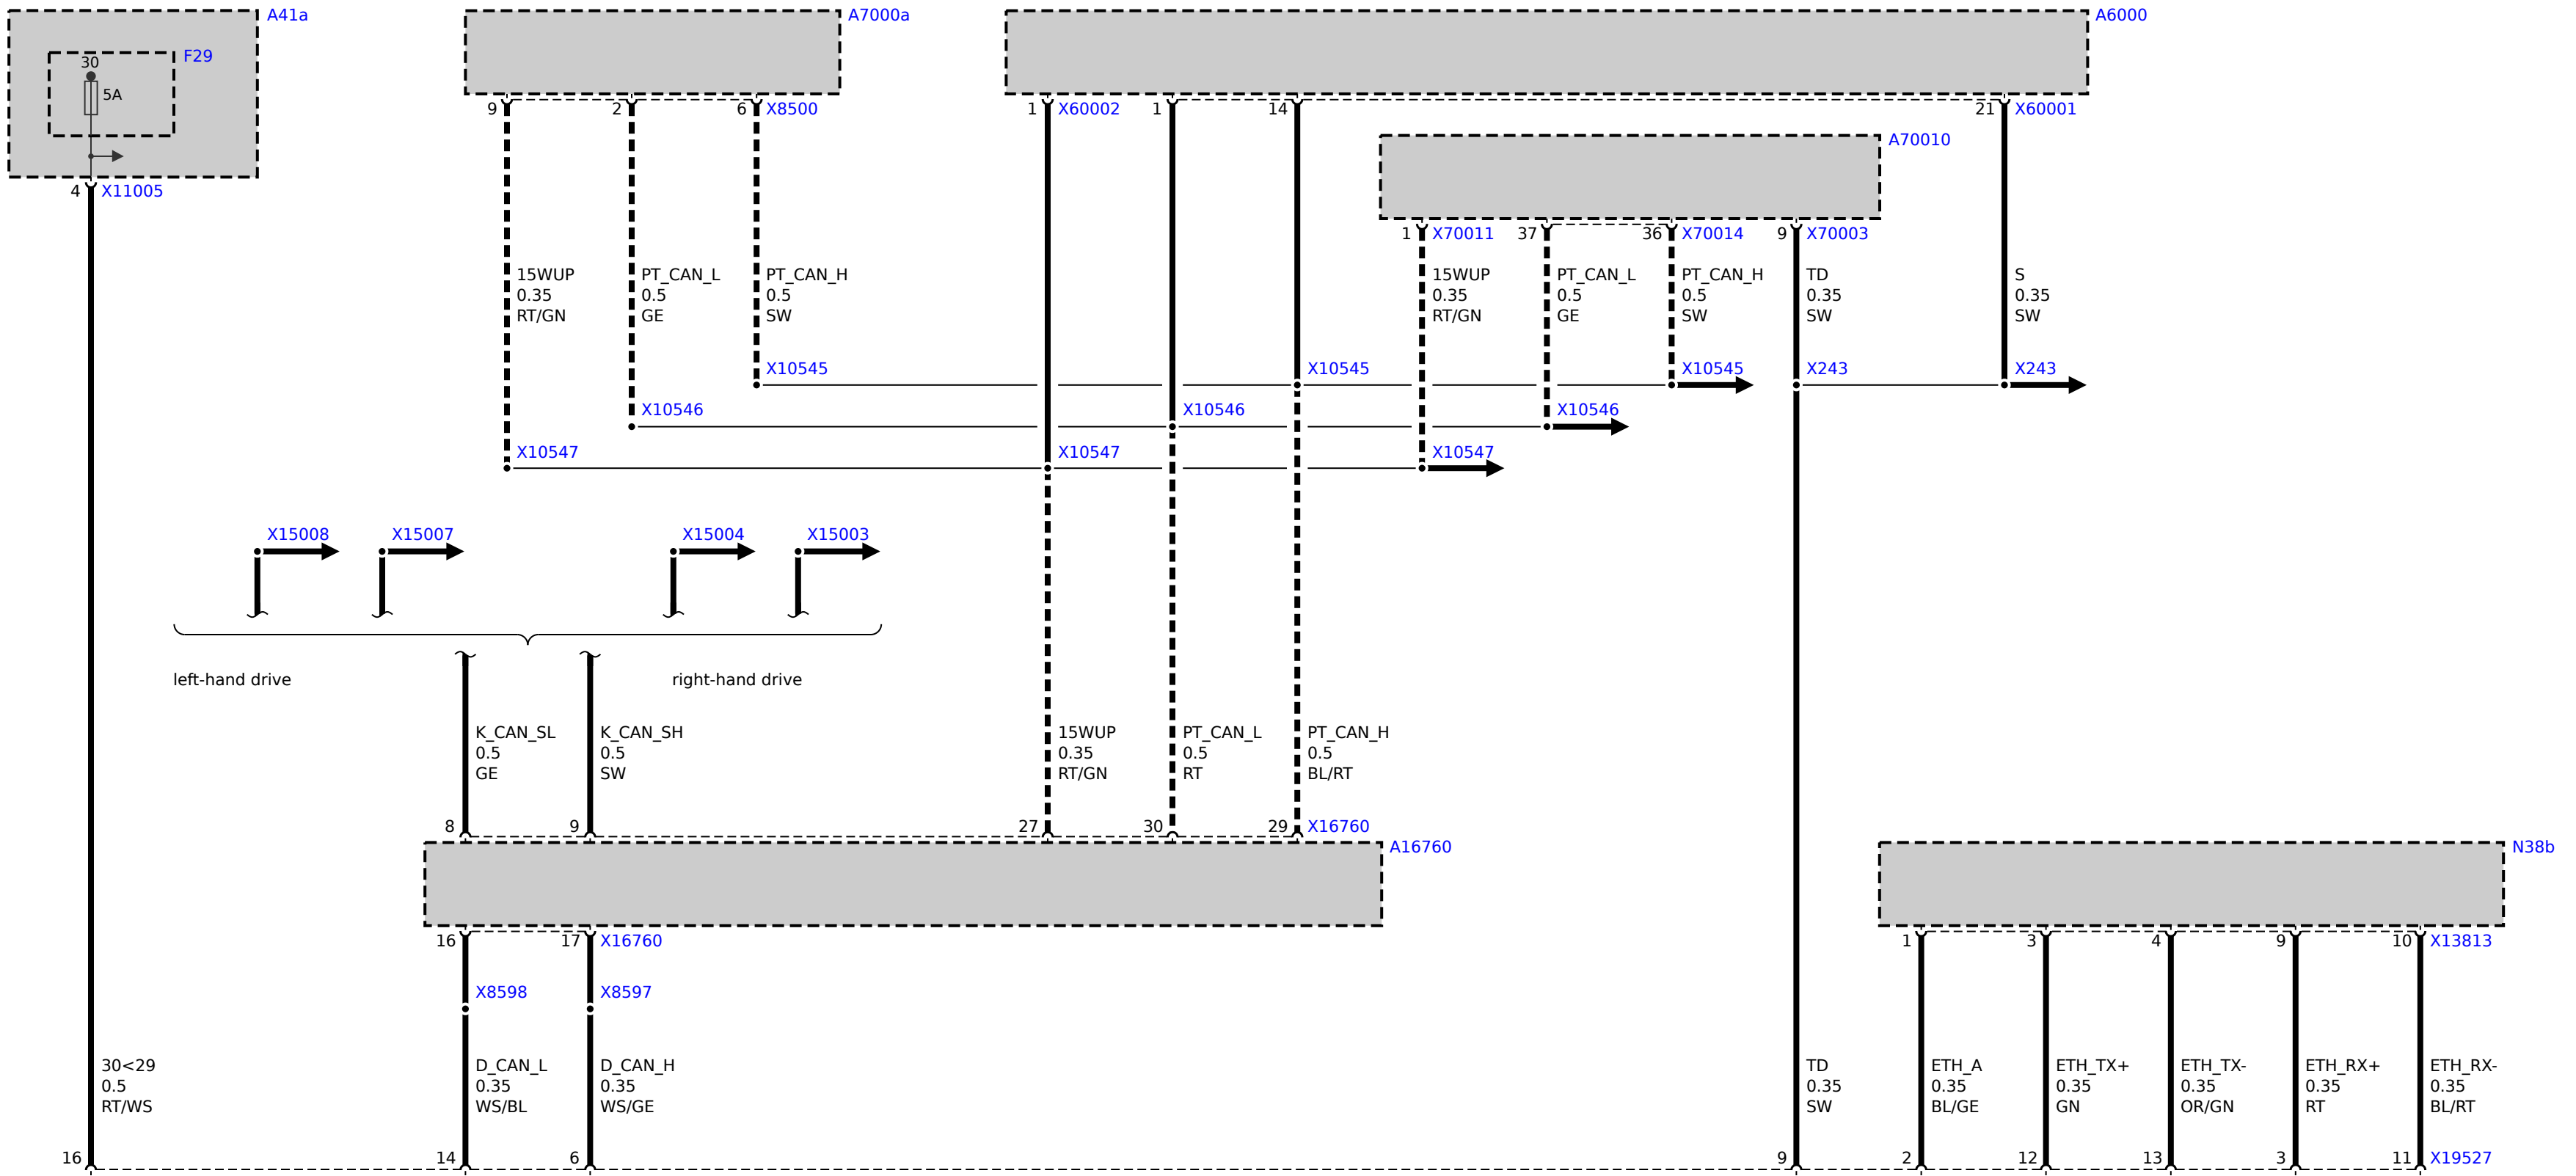 A41a
A7000a
A6000
F29
30
5A
9
2
6
X8500
1
X60002
1
14
21
X60001
A70010
4
X11005
1
X70011
37
36
X70014
9
X70003
15WUP
0.35
RT/GN
PT_CAN_L
0.5
GE
PT_CAN_H
0.5
SW
15WUP
0.35
RT/GN
PT_CAN_L
0.5
GE
PT_CAN_H
0.5
SW
TD
0.35
SW
S
0.35
SW
X10545
X10545
X10545
X243
X243
X10546
X10546
X10546
X10547
X10547
X10547
X15008
X15007
X15004
X15003
left-hand drive
right-hand drive
K_CAN_SL
0.5
GE
K_CAN_SH
0.5
SW
15WUP
0.35
RT/GN
PT_CAN_L
0.5
RT
PT_CAN_H
0.5
BL/RT
8
9
27
30
29
X16760
A16760
N38b
16
17
X16760
1
3
4
9
10
X13813
X8598
X8597
30<29
0.5
RT/WS
D_CAN_L
0.35
WS/BL
D_CAN_H
0.35
WS/GE
TD
0.35
SW
ETH_A
0.35
BL/GE
ETH_TX+
0.35
GN
ETH_TX-
0.35
OR/GN
ETH_RX+
0.35
RT
ETH_RX-
0.35
BL/RT
16
14
6
9
2
12
13
3
11
X19527